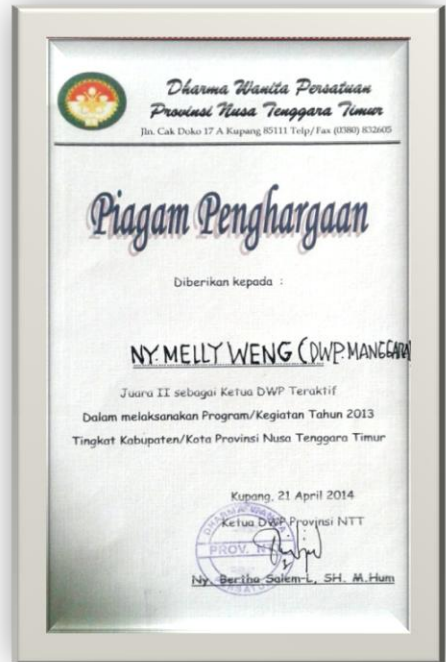 Dharma Wanita Persatuan
Provinsi Nusa Tenggara Timur
Jln. Cak Doko 17 A Kupang 85111 Telp/Fax (0380) 832605
Piagam Penghargaan
Diberikan kepada :
NY. MELLY WENG (DWP. MANGGARAI
Juara II sebagai Ketua DWP Teraktif
Dalam melaksanakan Program/Kegiatan Tahun 2013
Tingkat Kabupaten/Kota Provinsi Nusa Tenggara Timur
Kupang, 21 April 2014
Ketua DWP Provinsi NTT
DHARMA WANITA
PROV. N
Ny. Bertha Salem-L, SH. M.Hum